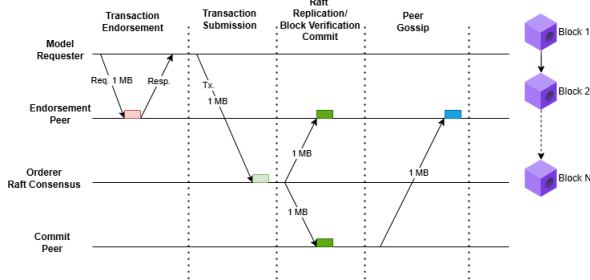 Transaction
Endorsement
Transaction
Submission
Raft
Replication/
Block Verification
Commit
Peer
Gossip
Block 1
Model
Requester
Req. 1 MB
Resp.
Tx.
1 MB
Block 2
Endorsement
Peer
1 MB
1 MB
Orderer
Raft Consensus
Block N
1 MB
Commit
Peer